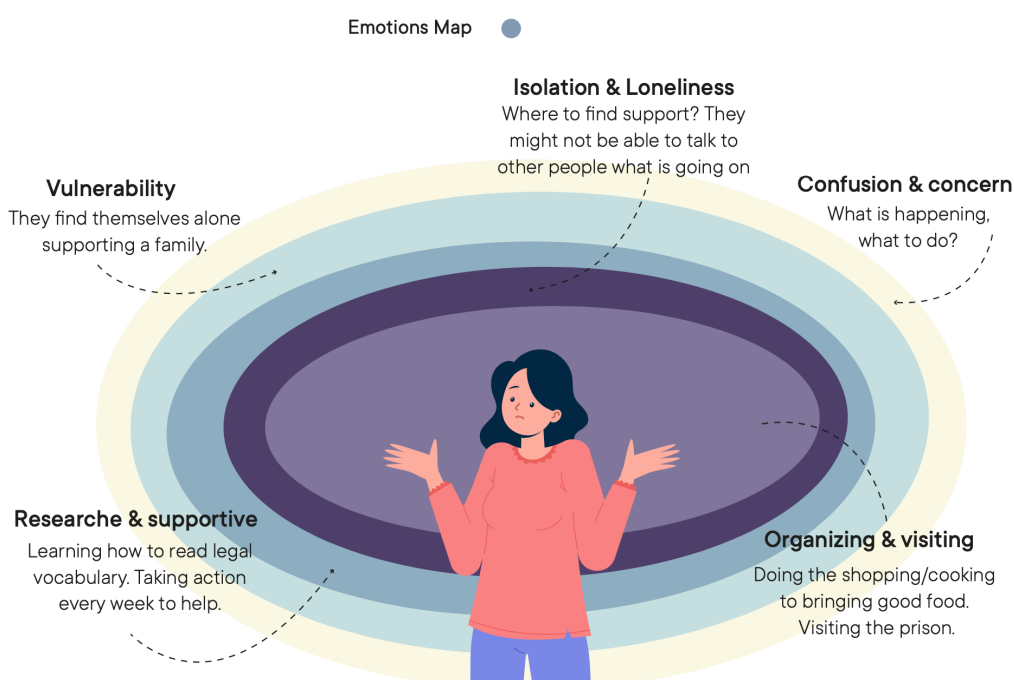 Emotions Map
Isolation & Loneliness
Where to find support? They
might not be able to talk to
other people what is going on
Vulnerability
They find themselves alone
supporting a family.
Confusion & concern
What is happening,
what to do?
Researche & supportive
Learning how to read legal
vocabulary. Taking action
every week to help.
Organizing & visiting
Doing the shopping/cooking
to bringing good food.
Visiting the prison.